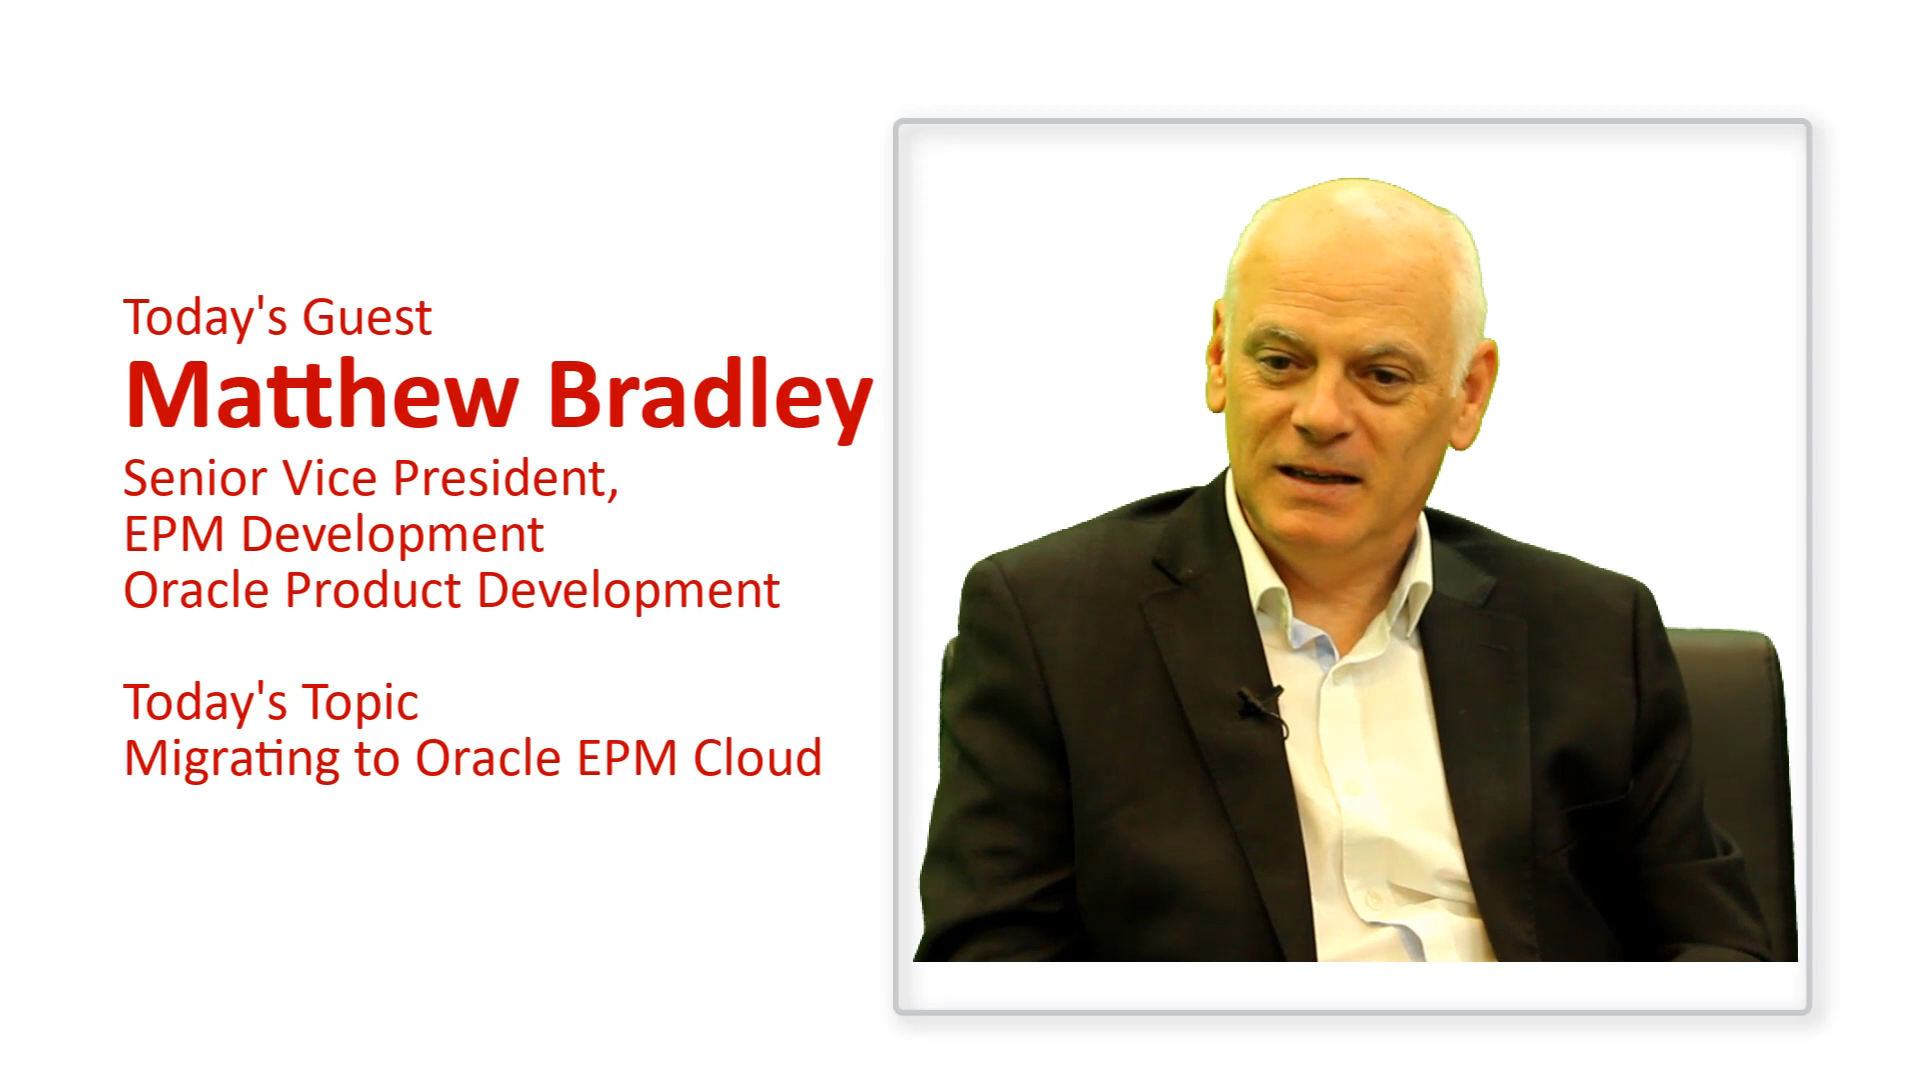 Today's Guest
Matthew Bradley
Senior Vice President,
EPM Development
Oracle Product Development
Today's Topic
Migrating to Oracle EPM Cloud